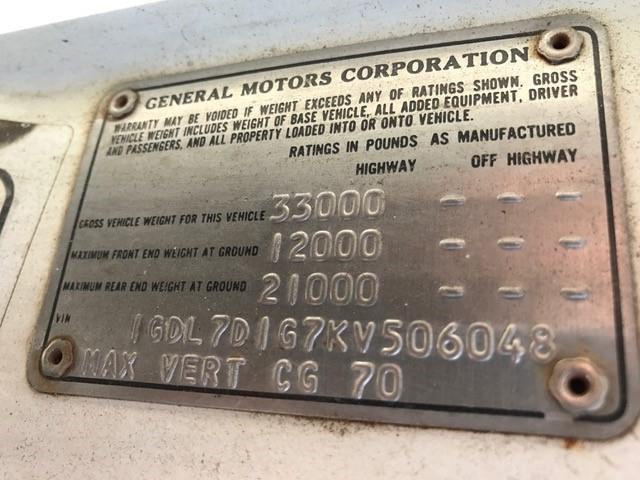 GENERAL MOTORS CORPORATION
WARRANTY MAY BE VOIDED IF WEIGHT EXCEEDS ANY OF RATINGS SHOWN. GROSS
VEHICLE WEIGHT INCLUDES WEIGHT OF BASE VEHICLE, ALL ADDED EQUIPMENT, DRIVER
AND PASSENGERS, AND ALL PROPERTY LOADED INTO OR ONTO VEHICLE.
RATINGS IN POUNDS AS MANUFACTURED
HIGHWAY OFF HIGHWAY
GROSS VEHICLE WEIGHT FOR THIS VEHICLE 33000 - - -
MAXIMUM FRONT END WEIGHT AT GROUND 12000 - - -
MAXIMUM REAR END WEIGHT AT GROUND 21000 - - -
VIN 1GDL7D1G7KV506048
MAX VERT CG 70